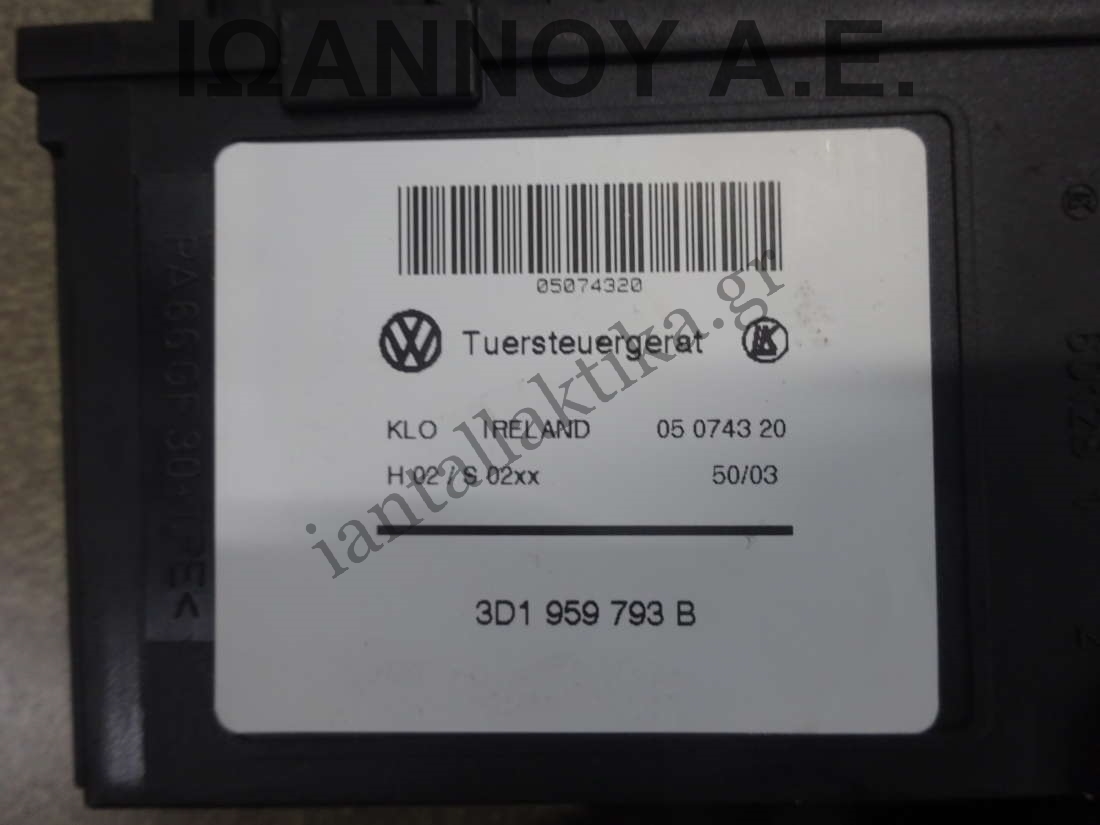 ΙΩΑΝΝΟΥ Α.Ε.
05074320
Tuersteuergerat
KLO IRELAND 05 0743 20
H 02 / S 02xx 50/03
3D1 959 793 B
iantallaktika.gr